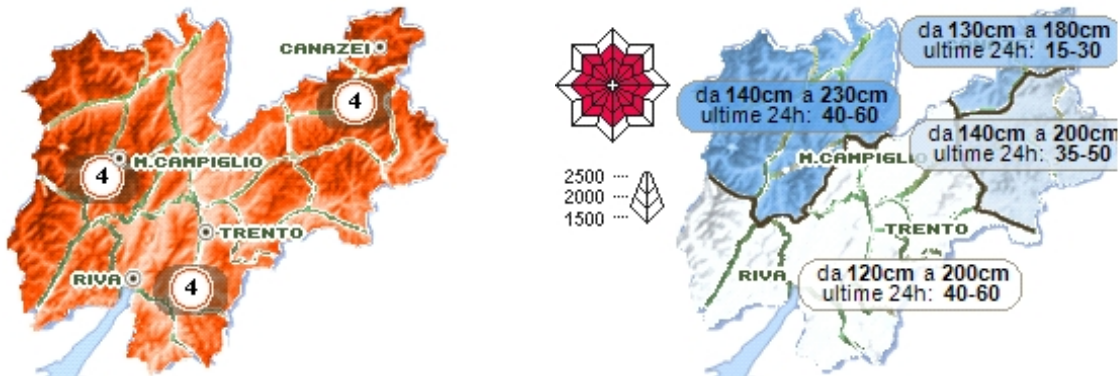 CANAZEI
4
M.CAMPIGLIO
4
TRENTO
RIVA
4
da 130cm a 180cm
ultime 24h: 15-30
da 140cm a 230cm
ultime 24h: 40-60
da 140cm a 200cm
ultime 24h: 35-50
M.CAMPIGLIO
2500
2000
1500
TRENTO
RIVA
da 120cm a 200cm
ultime 24h: 40-60